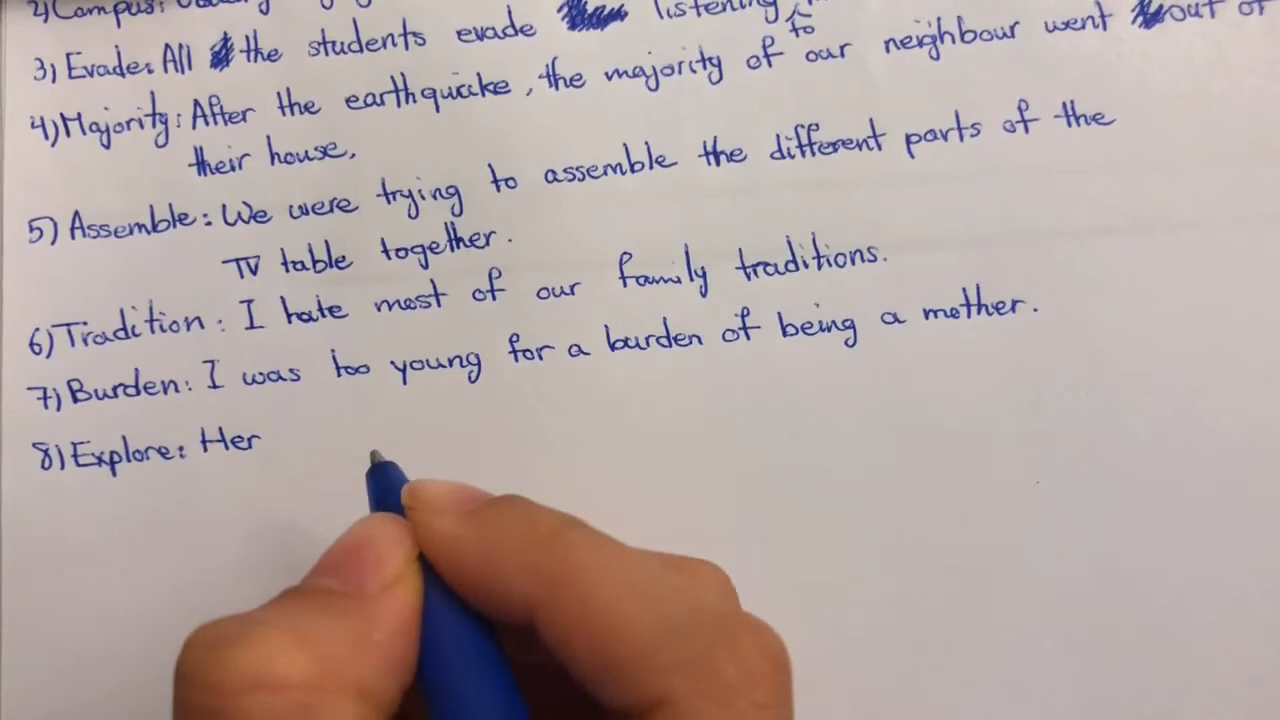 2) Campus:
3) Evade: All the students evade listening to
4) Majority: After the earthquicke, the majority of our neighbour went out of
their house.
5) Assemble: We were trying to assemble the different parts of the
TV table together.
6) Tradition: I hate most of our family traditions.
7) Burden: I was too young for a burden of being a mother.
8) Explore: Her